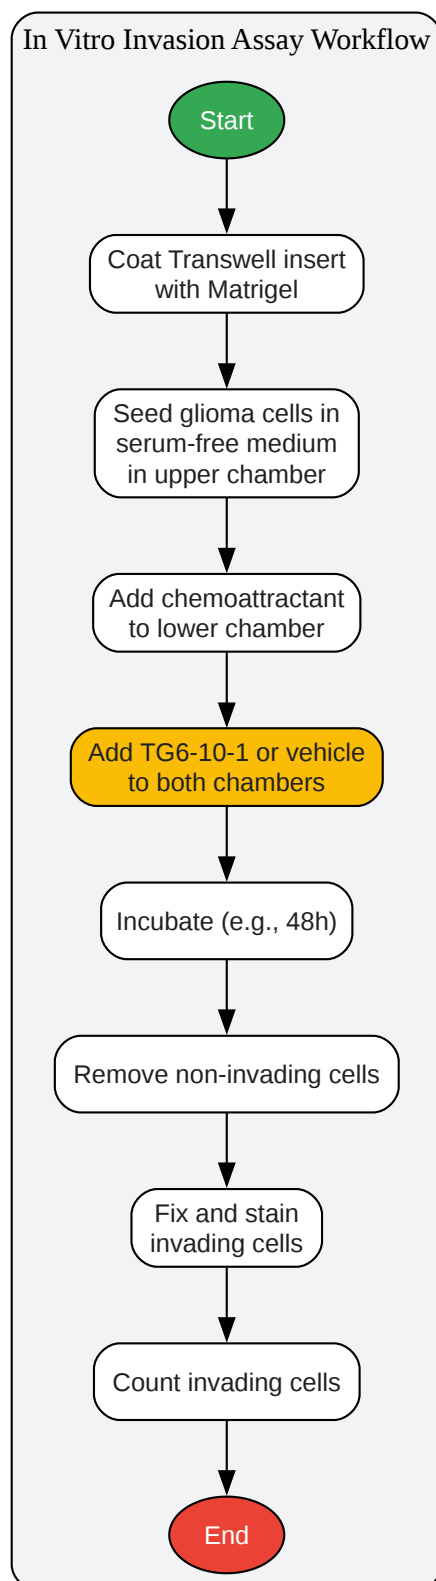 In Vitro Invasion Assay Workflow
Start
Coat Transwell insert
with Matrigel
Seed glioma cells in
serum-free medium
in upper chamber
Add chemoattractant
to lower chamber
Add TG6-10-1 or vehicle
to both chambers
Incubate (e.g., 48h)
Remove non-invading cells
Fix and stain
invading cells
Count invading cells
End